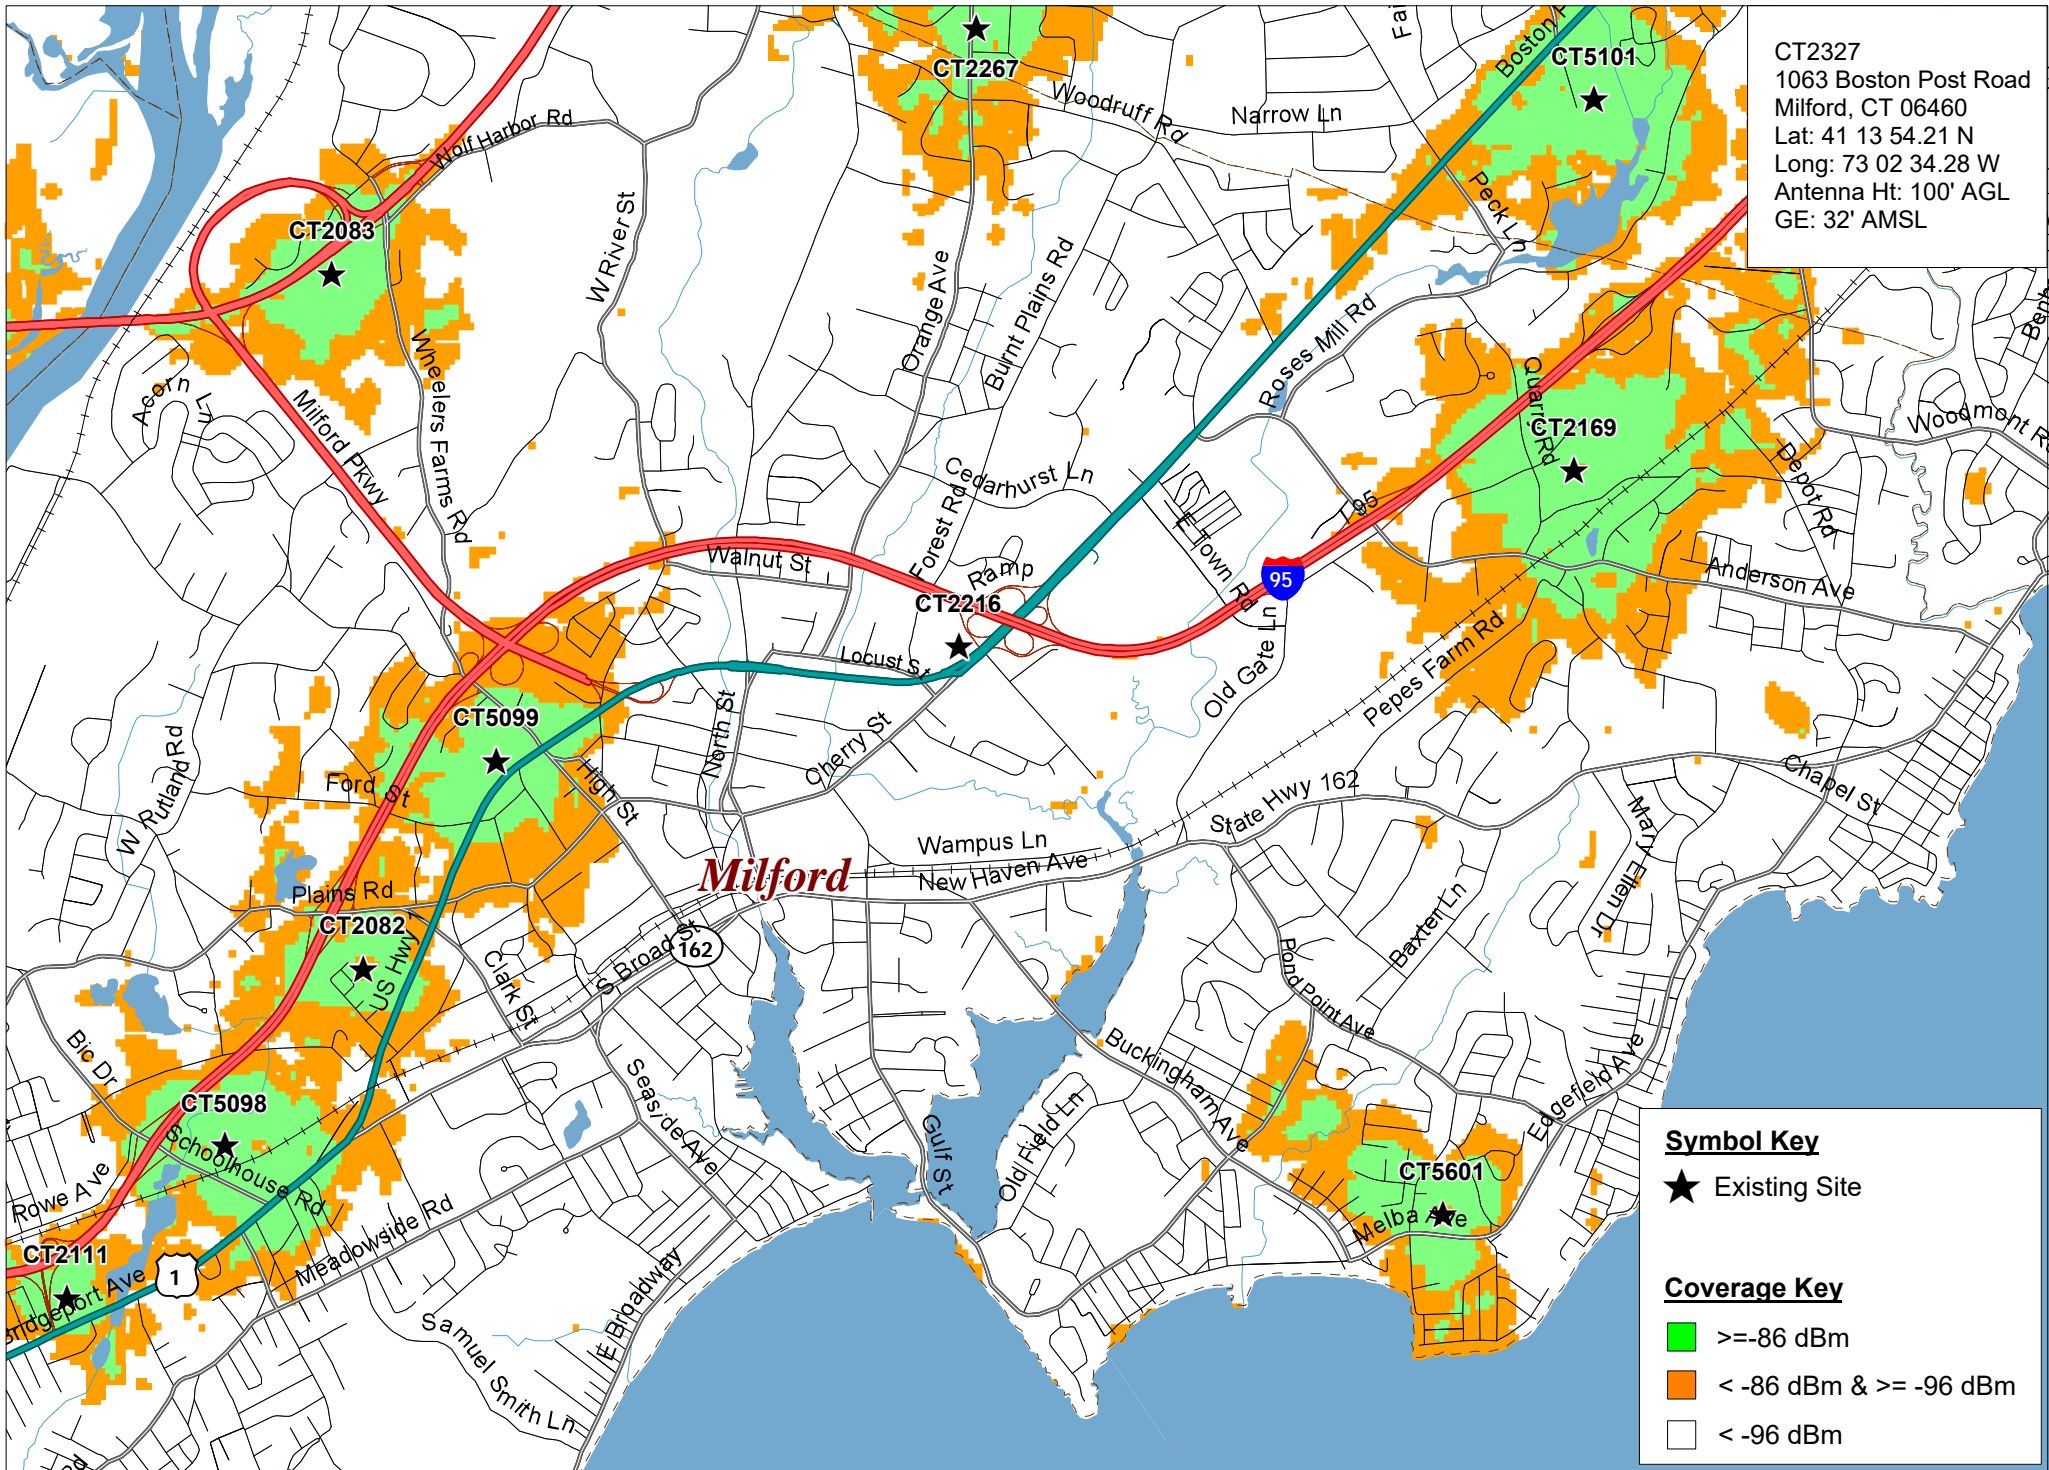 CT2327
1063 Boston Post Road
Milford, CT 06460
Lat: 41 13 54.21 N
Long: 73 02 34.28 W
Antenna Ht: 100' AGL
GE: 32' AMSL
CT2267
CT5101
Woodruff Rd
Narrow Ln
Wolf Harbor Rd
Peck Ln
CT2083
W River St
Orange Ave
Burnt Plains Rd
Roses Mill Rd
Wheelers Farms Rd
Acorn Ln
Milford Pkwy
Quarry Rd
CT2169
Woodmont
Depot Rd
Cedarhurst Ln
Forest Rd
E Town Rd
I-95
95
Walnut St
Ramp
CT2216
Anderson Ave
Locust St
Old Gate Ln
Pepes Farm Rd
CT5099
North St
Cherry St
High St
Ford St
W Rutland Rd
State Hwy 162
Chapel St
Mary Ellen Dr
Wampus Ln
New Haven Ave
Milford
Plains Rd
CT2082
US Hwy
162
S Broad St
Clark St
Baxter Ln
Pond Point Ave
Bic Dr
Buckingham Ave
Edgefield Ave
Seaside Ave
Gulf St
Old Field Ln
CT5098
Schoolhouse Rd
Rowe Ave
Meadowside Rd
CT5601
Melba Ave
CT2111
Bridgeport Ave
1
E Broadway
Samuel Smith Ln
Symbol Key
Existing Site
Coverage Key
>=-86 dBm
< -86 dBm & >= -96 dBm
< -96 dBm